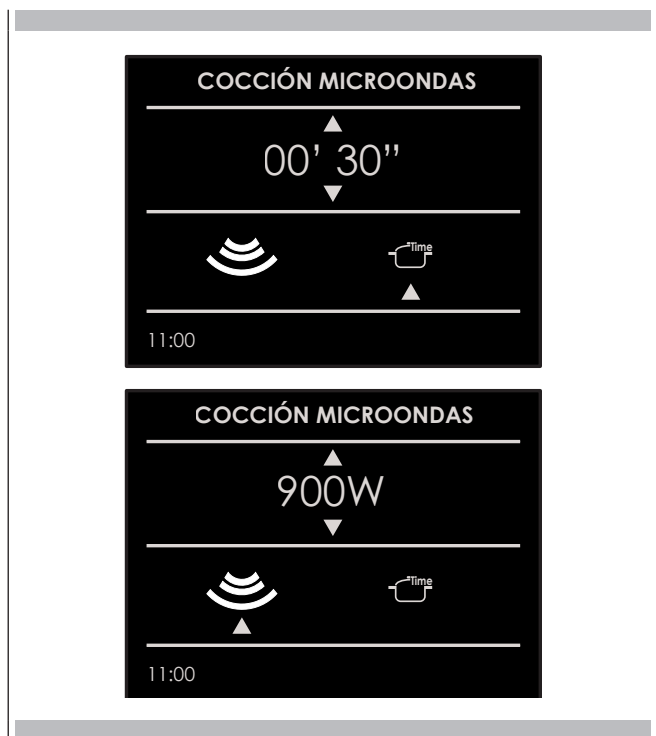 COCCIÓN MICROONDAS
00’ 30’’
Time
11:00
COCCIÓN MICROONDAS
900W
Time
11:00